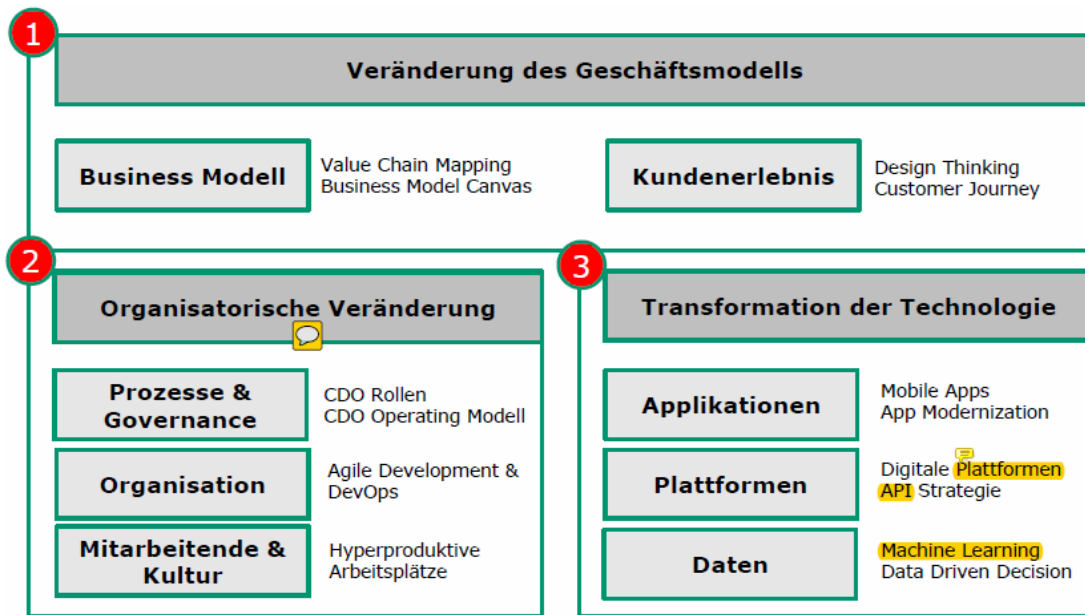 1
Veränderung des Geschäftsmodells
Business Modell
Value Chain Mapping
Business Model Canvas
Kundenerlebnis
Design Thinking
Customer Journey
2
Organisatorische Veränderung
Prozesse &
Governance
CDO Rollen
CDO Operating Modell
Organisation
Agile Development &
DevOps
Mitarbeitende &
Kultur
Hyperproduktive
Arbeitsplätze
3
Transformation der Technologie
Applikationen
Mobile Apps
App Modernization
Plattformen
Digitale Plattformen
API Strategie
Daten
Machine Learning
Data Driven Decision